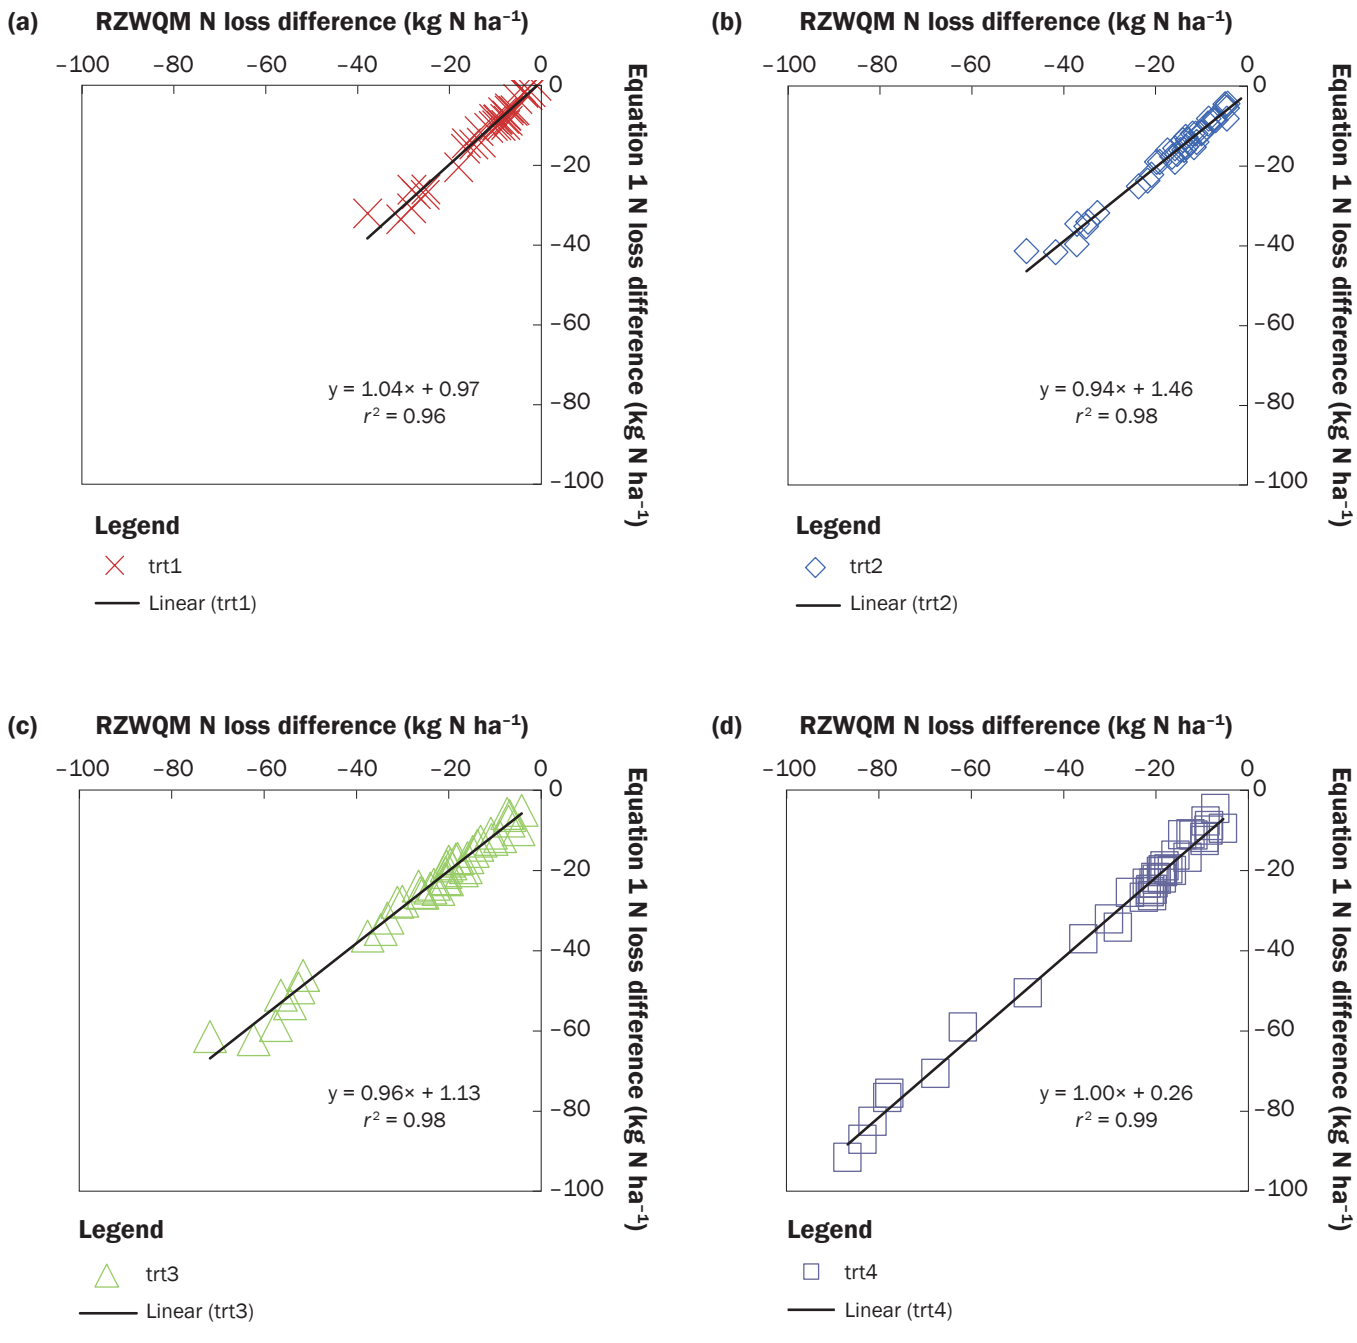 (a) RZWQM N loss difference (kg N ha⁻¹)
−100 −80 −60 −40 −20 0
0
−20
−40
−60
−80
−100
Equation 1 N loss difference (kg N ha⁻¹)
y = 1.04× + 0.97
r² = 0.96
Legend
trt1
Linear (trt1)
(b) RZWQM N loss difference (kg N ha⁻¹)
−100 −80 −60 −40 −20 0
0
−20
−40
−60
−80
−100
Equation 1 N loss difference (kg N ha⁻¹)
y = 0.94× + 1.46
r² = 0.98
Legend
trt2
Linear (trt2)
(c) RZWQM N loss difference (kg N ha⁻¹)
−100 −80 −60 −40 −20 0
0
−20
−40
−60
−80
−100
Equation 1 N loss difference (kg N ha⁻¹)
y = 0.96× + 1.13
r² = 0.98
Legend
trt3
Linear (trt3)
(d) RZWQM N loss difference (kg N ha⁻¹)
−100 −80 −60 −40 −20 0
0
−20
−40
−60
−80
−100
Equation 1 N loss difference (kg N ha⁻¹)
y = 1.00× + 0.26
r² = 0.99
Legend
trt4
Linear (trt4)